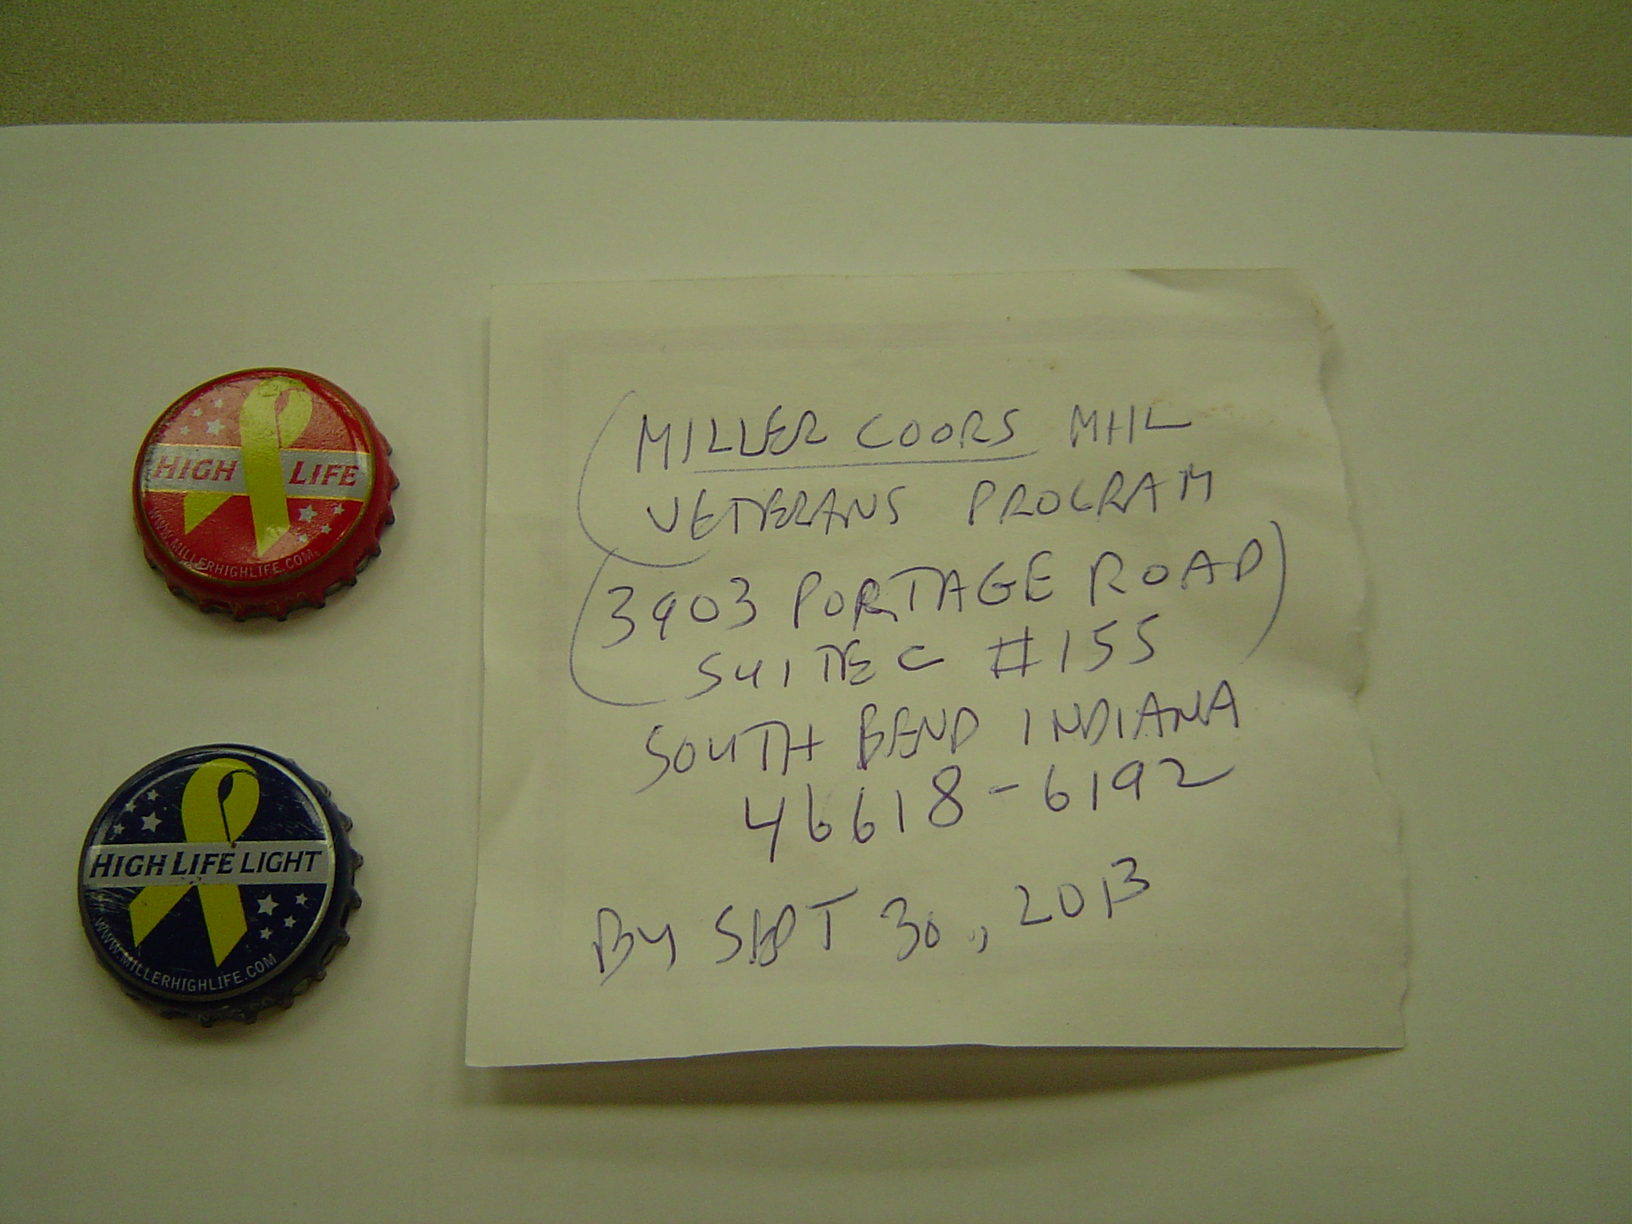 HIGH LIFE
WWW.MILLERHIGHLIFE.COM
HIGH LIFE LIGHT
WWW.MILLERHIGHLIFE.COM
MILLER COORS MHL
VETERANS PROGRAM
3903 PORTAGE ROAD
SUITE C #155
SOUTH BEND INDIANA
46618-6192
By SEPT 30, 2013